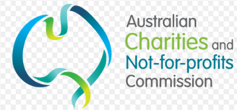 Australian
Charities and
Not-for-profits
Commission